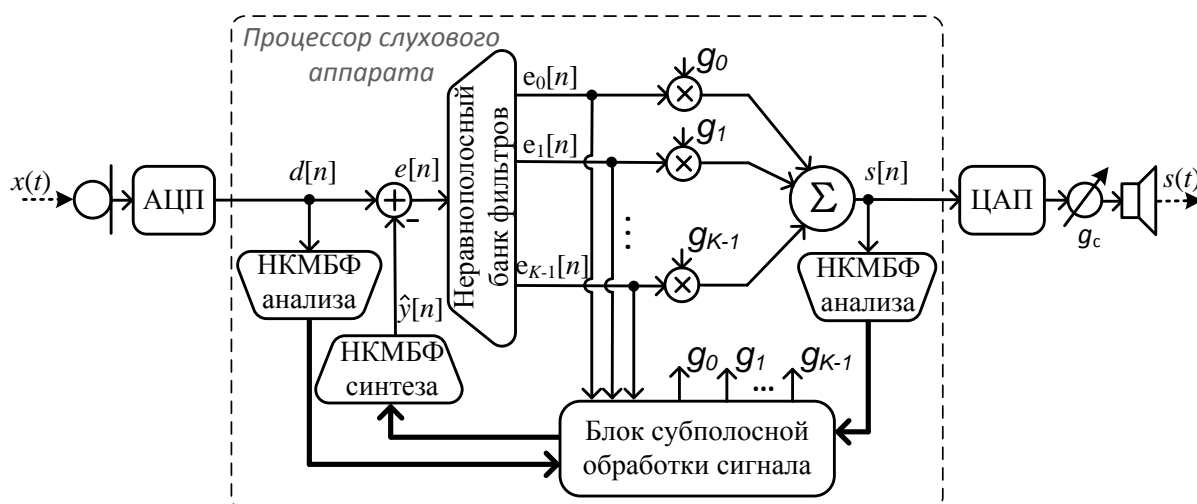 Процессор слухового
аппарата
x(t)
АЦП
d[n]
e[n]
Неравнополосный
банк фильтров
e0[n]
g0
e1[n]
g1
eK-1[n]
gK-1
Σ
s[n]
ЦАП
gc
s(t)
НКМБФ
анализа
ŷ[n]
НКМБФ
синтеза
НКМБФ
анализа
g0 g1 ... gK-1
Блок субполосной
обработки сигнала